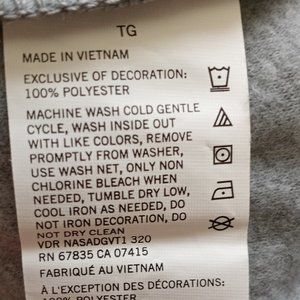 TG
MADE IN VIETNAM
EXCLUSIVE OF DECORATION:
100% POLYESTER
MACHINE WASH COLD GENTLE
CYCLE, WASH INSIDE OUT
WITH LIKE COLORS, REMOVE
PROMPTLY FROM WASHER,
USE WASH NET, ONLY NON
CHLORINE BLEACH WHEN
NEEDED, TUMBLE DRY LOW,
COOL IRON AS NEEDED, DO
NOT IRON DECORATION, DO
NOT DRY CLEAN
VDR NASADGVT1 320
RN 67835 CA 07415
FABRIQUÉ AU VIETNAM
À L'EXCEPTION DES DÉCORATIONS:
100% POLYESTER